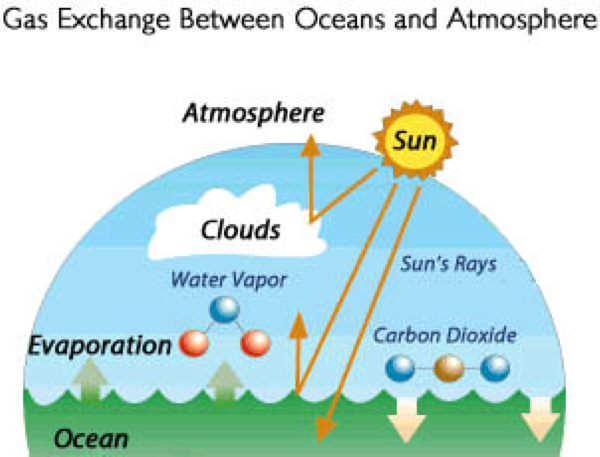 Gas Exchange Between Oceans and Atmosphere
Atmosphere
Sun
Clouds
Sun's Rays
Water Vapor
Carbon Dioxide
Evaporation
Ocean